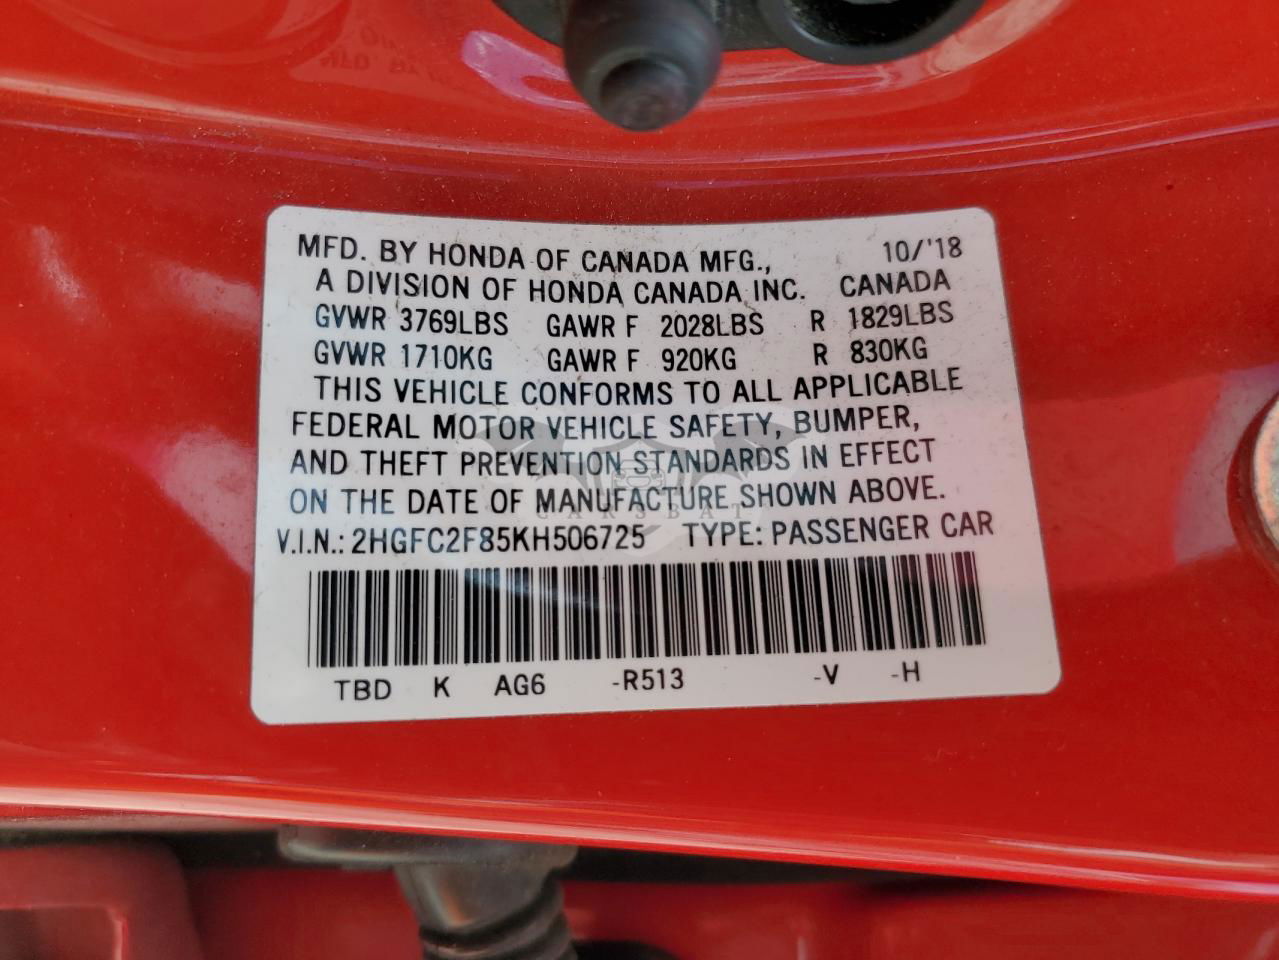 MFD. BY HONDA OF CANADA MFG., 10/'18
A DIVISION OF HONDA CANADA INC. CANADA
GVWR 3769LBS GAWR F 2028LBS R 1829LBS
GVWR 1710KG GAWR F 920KG R 830KG
THIS VEHICLE CONFORMS TO ALL APPLICABLE
FEDERAL MOTOR VEHICLE SAFETY, BUMPER,
AND THEFT PREVENTION STANDARDS IN EFFECT
ON THE DATE OF MANUFACTURE SHOWN ABOVE.
CARSBAT
V.I.N.: 2HGFC2F85KH506725 TYPE: PASSENGER CAR
TBD K AG6 -R513 -V -H